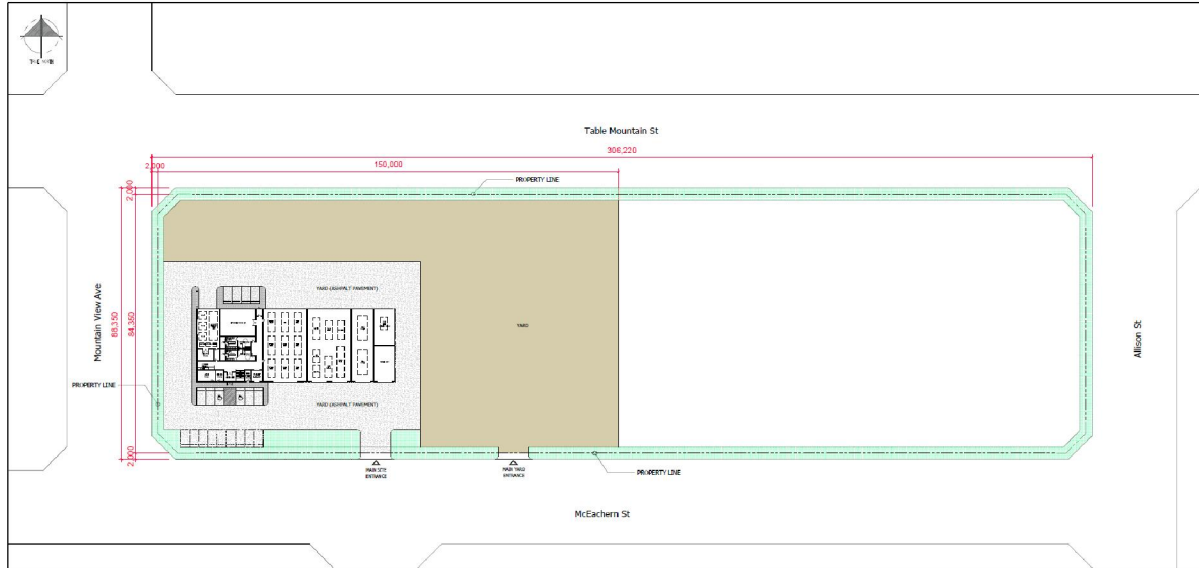 Table Mountain St
306,220
2,000
150,000
PROPERTY LINE
2,000
Mountain View Ave
88,350
84,350
YARD (ASHPALT PAVEMENT)
YARD
Allison St
PROPERTY LINE
YARD (ASHPALT PAVEMENT)
2,000
MAIN SITE
ENTRANCE
MAIN YARD
ENTRANCE
PROPERTY LINE
McEachern St